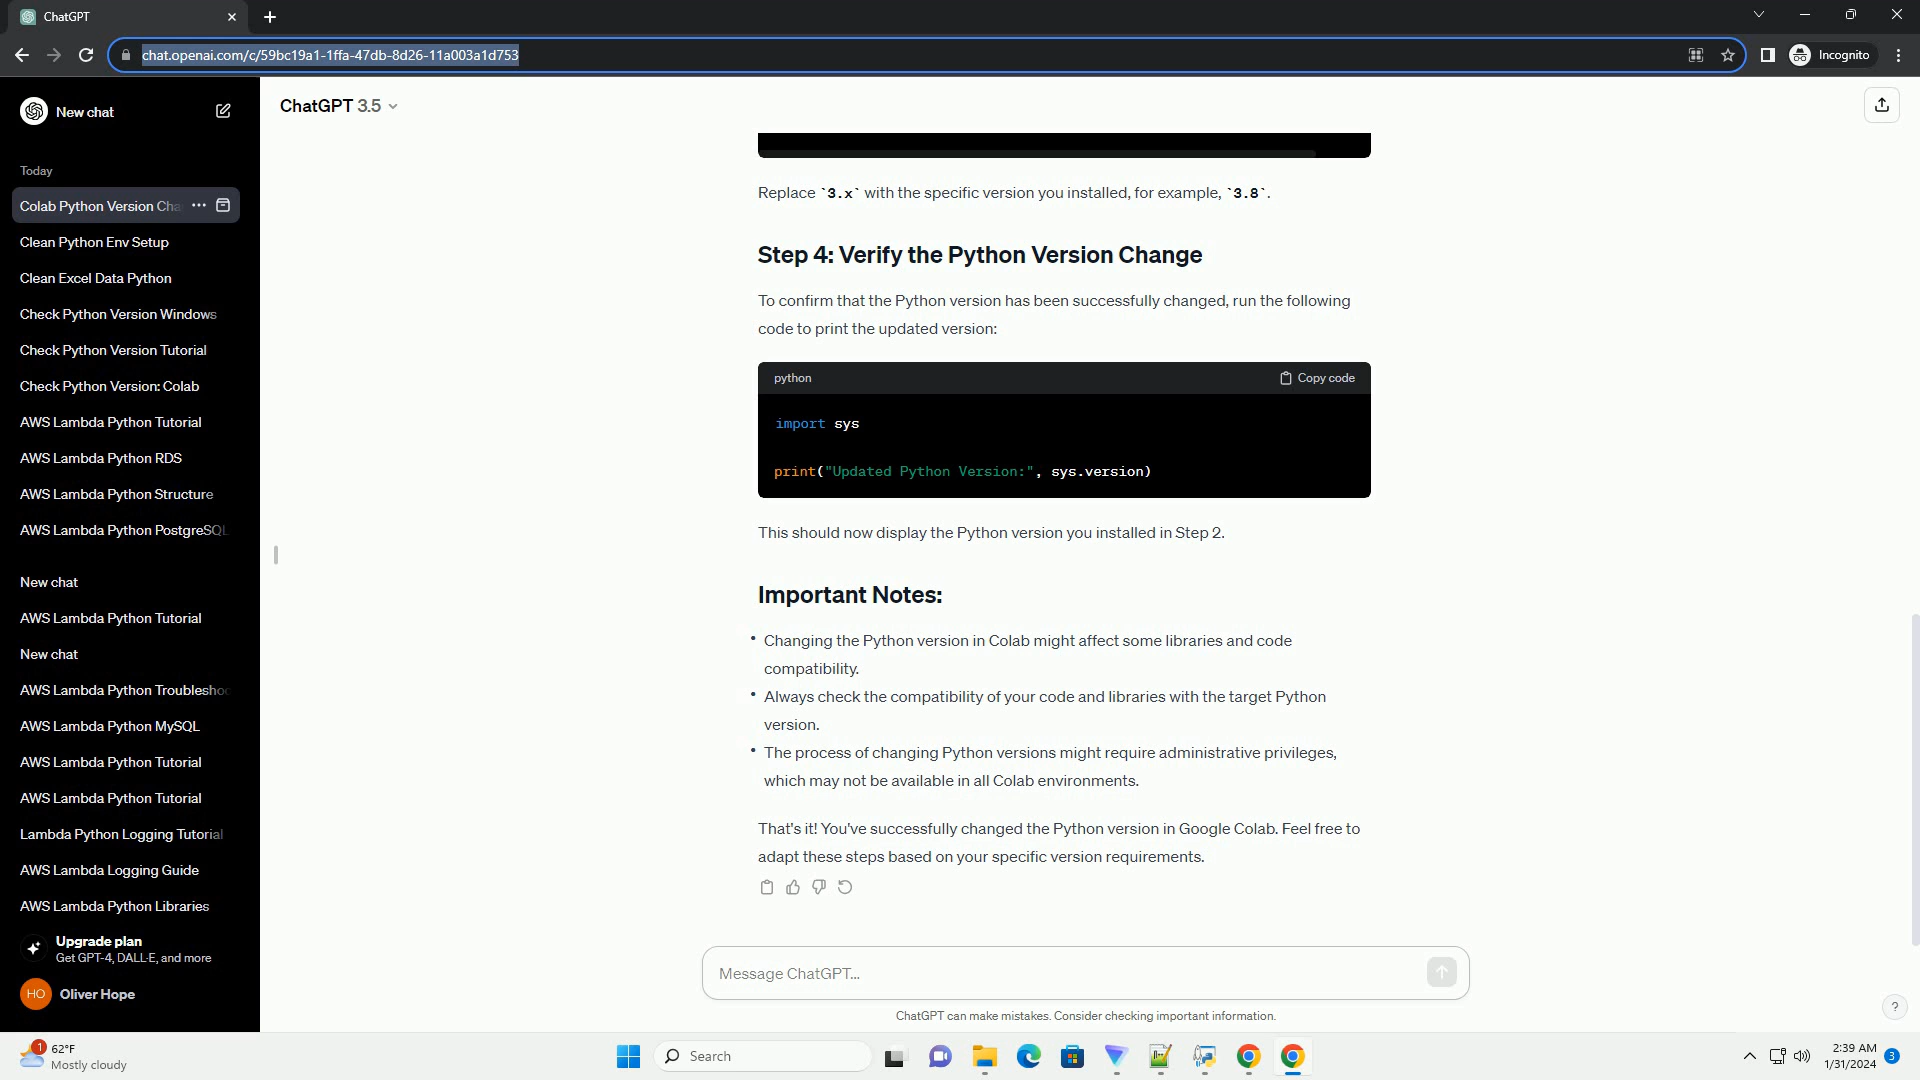 ChatGPT
chat.openai.com/c/59bc19a1-1ffa-47db-8d26-11a003a1d753
Incognito
New chat
ChatGPT 3.5
Today
Colab Python Version Cha
Clean Python Env Setup
Clean Excel Data Python
Check Python Version Windows
Check Python Version Tutorial
Check Python Version: Colab
AWS Lambda Python Tutorial
AWS Lambda Python RDS
AWS Lambda Python Structure
AWS Lambda Python PostgreSQL
New chat
AWS Lambda Python Tutorial
New chat
AWS Lambda Python Troubleshoo
AWS Lambda Python MySQL
AWS Lambda Python Tutorial
AWS Lambda Python Tutorial
Lambda Python Logging Tutorial
AWS Lambda Logging Guide
AWS Lambda Python Libraries
Upgrade plan
Get GPT-4, DALL·E, and more
HO Oliver Hope
Replace `3.x` with the specific version you installed, for example, `3.8`.
Step 4: Verify the Python Version Change
To confirm that the Python version has been successfully changed, run the following
code to print the updated version:
python Copy code
import sys
print("Updated Python Version:", sys.version)
This should now display the Python version you installed in Step 2.
Important Notes:
• Changing the Python version in Colab might affect some libraries and code
compatibility.
• Always check the compatibility of your code and libraries with the target Python
version.
• The process of changing Python versions might require administrative privileges,
which may not be available in all Colab environments.
That's it! You've successfully changed the Python version in Google Colab. Feel free to
adapt these steps based on your specific version requirements.
Message ChatGPT...
ChatGPT can make mistakes. Consider checking important information.
?
1
62°F
Mostly cloudy
Search
2:39 AM
1/31/2024
3